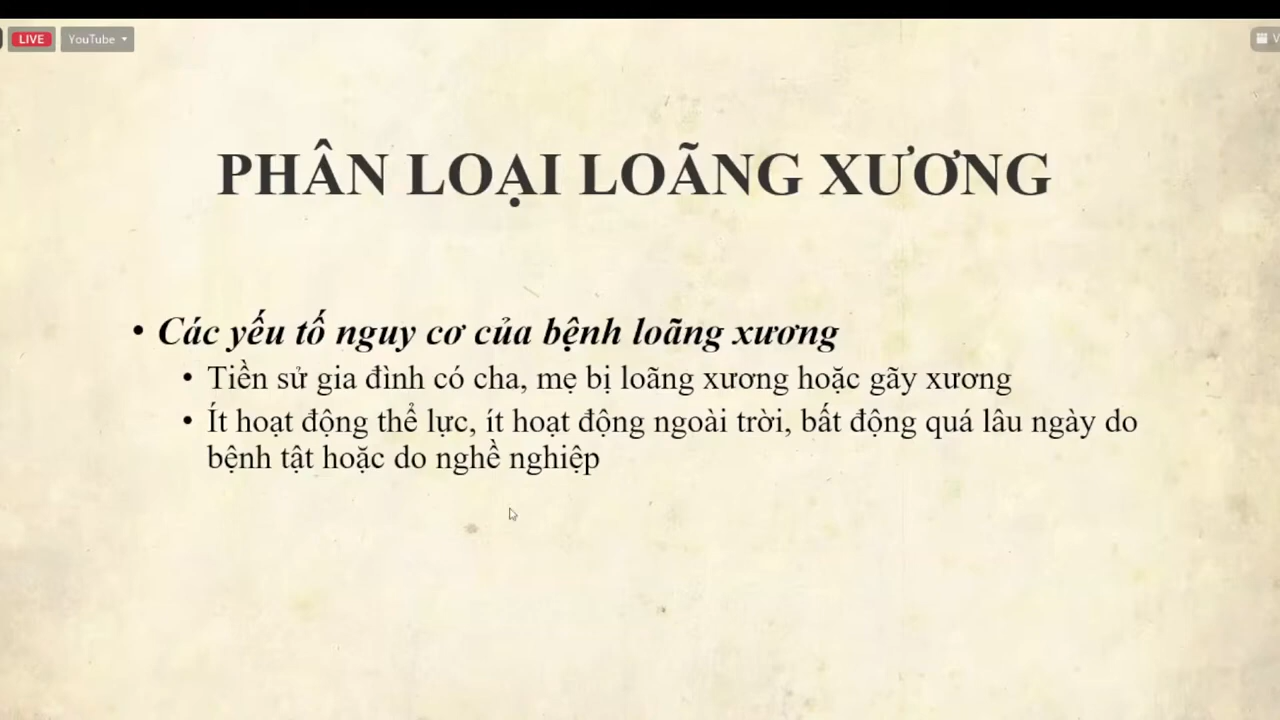 LIVE YouTube
PHÂN LOẠI LOÃNG XƯƠNG
• Các yếu tố nguy cơ của bệnh loãng xương
• Tiền sử gia đình có cha, mẹ bị loãng xương hoặc gãy xương
• Ít hoạt động thể lực, ít hoạt động ngoài trời, bất động quá lâu ngày do
bệnh tật hoặc do nghề nghiệp